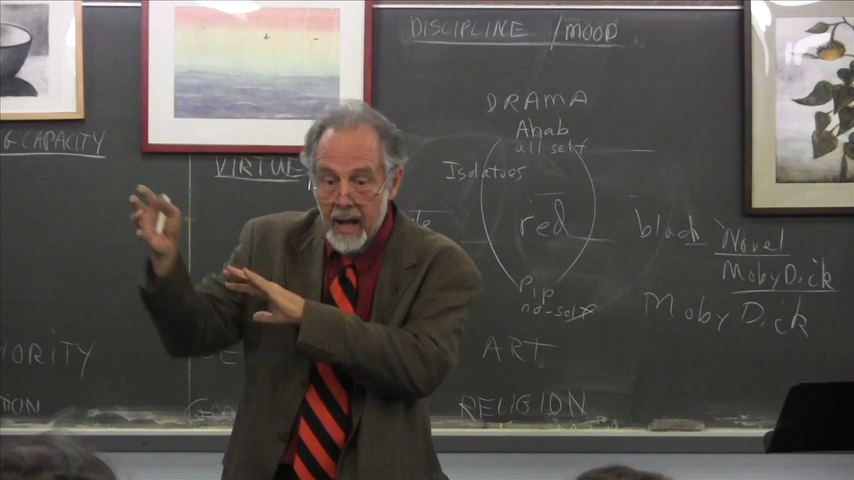 DISCIPLINE / MOOD
G CAPACITY
VIRTUE
DRAMA
Ahab
all self
Isolatoes
red
black
Novel
Moby Dick
Moby Dick
Pip
no-self
ORITY
ART
RELIGION